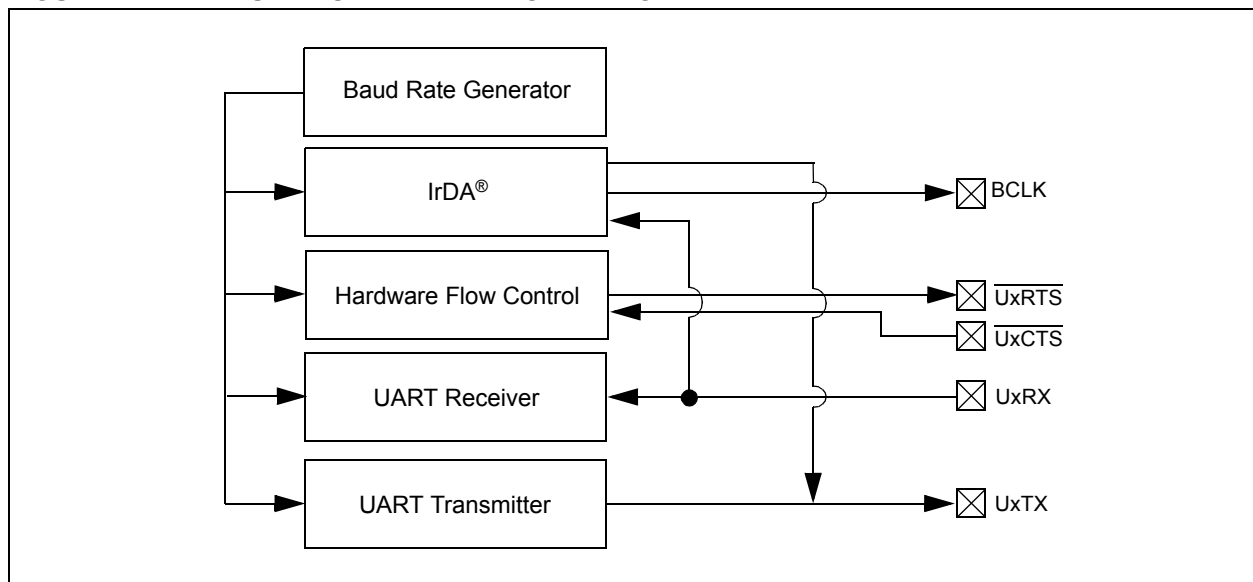 Baud Rate Generator
IrDA®
BCLK
Hardware Flow Control
UxRTS
UxCTS
UART Receiver
UxRX
UART Transmitter
UxTX